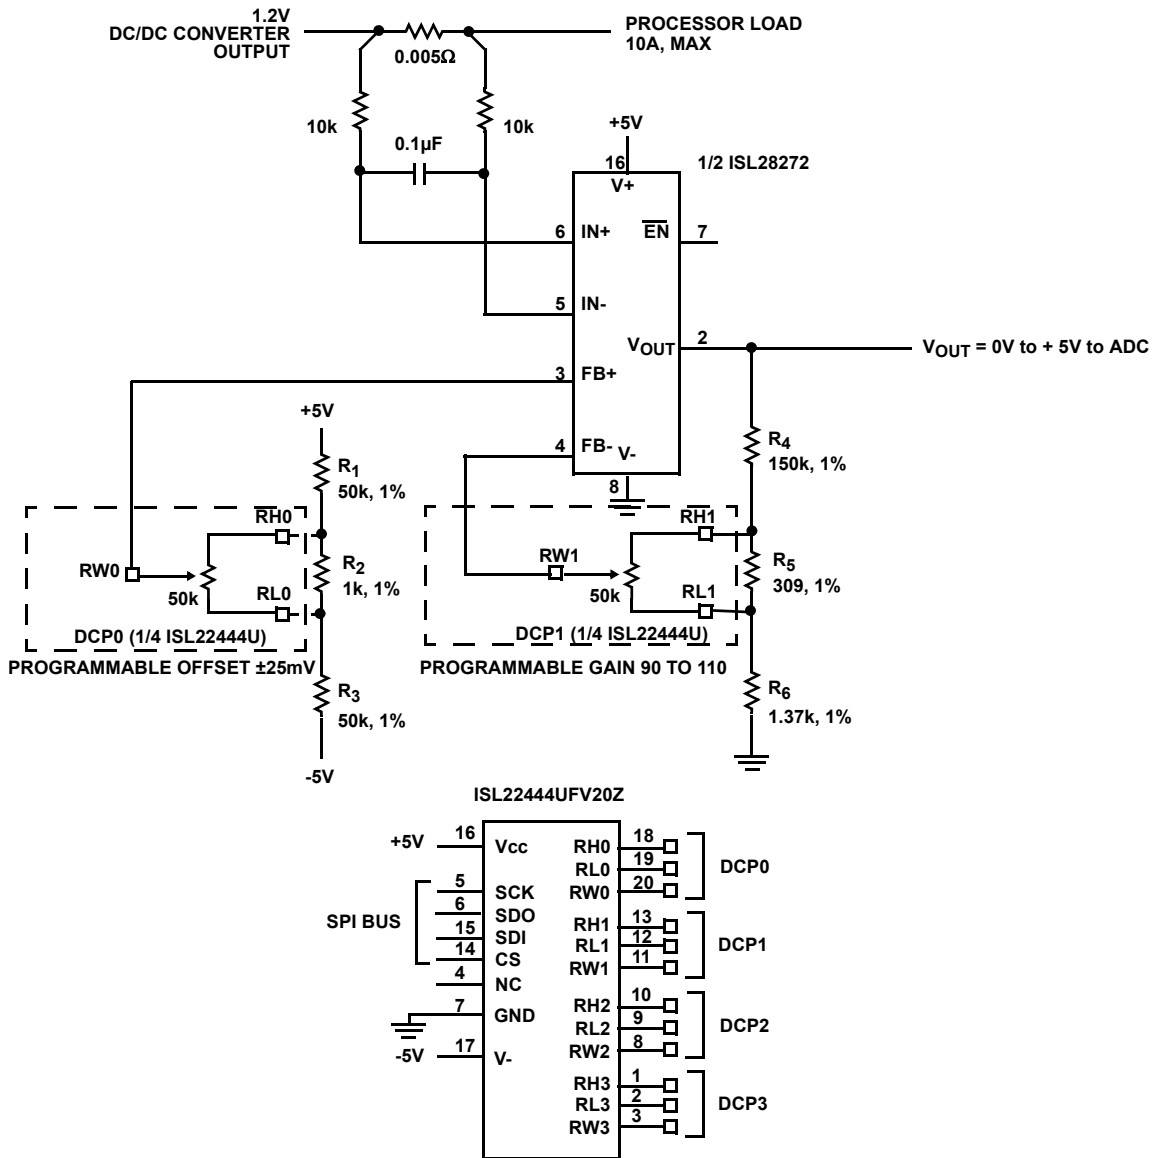 1.2V
DC/DC CONVERTER
OUTPUT
PROCESSOR LOAD
10A, MAX
0.005Ω
10k
10k
0.1µF
+5V
16
V+
1/2 ISL28272
6
IN+
EN
7
5
IN-
VOUT
2
VOUT = 0V to + 5V to ADC
3
FB+
4
FB-
V-
8
+5V
R1
50k, 1%
R4
150k, 1%
RH0
RW0
50k
R2
1k, 1%
RL0
DCP0 (1/4 ISL22444U)
PROGRAMMABLE OFFSET ±25mV
R3
50k, 1%
-5V
RH1
RW1
50k
R5
309, 1%
RL1
DCP1 (1/4 ISL22444U)
PROGRAMMABLE GAIN 90 TO 110
R6
1.37k, 1%
ISL22444UFV20Z
+5V
16
Vcc
SPI BUS
5
SCK
6
SDO
15
SDI
14
CS
4
NC
7
GND
-5V
17
V-
RH0
18
RL0
19
RW0
20
DCP0
RH1
13
RL1
12
RW1
11
DCP1
RH2
10
RL2
9
RW2
8
DCP2
RH3
1
RL3
2
RW3
3
DCP3